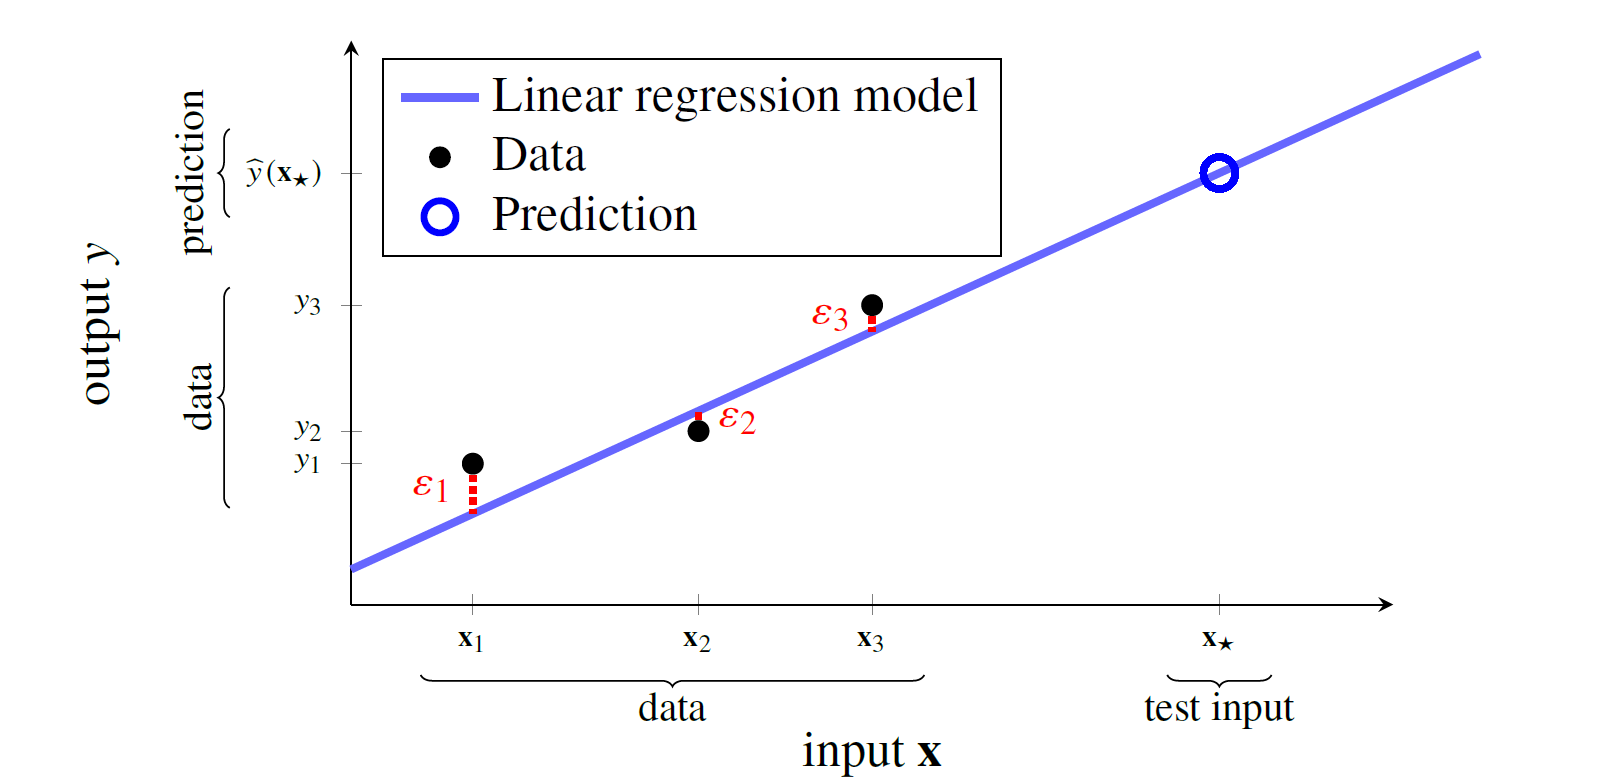 Linear regression model
Data
Prediction
prediction
ŷ(x⋆)
output y
data
y₃
y₂
y₁
ε₃
ε₂
ε₁
x₁ x₂ x₃ x⋆
data test input
input x